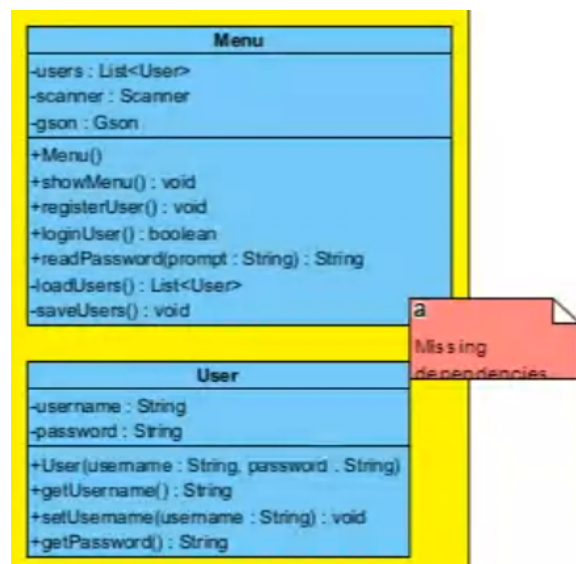 Menu
-users : List<User>
-scanner : Scanner
-gson : Gson
+Menu()
+showMenu() : void
+registerUser() : void
+loginUser() : boolean
+readPassword(prompt : String) : String
-loadUsers() : List<User>
-saveUsers() : void
a
Missing
dependencies
User
-username : String
-password : String
+User(username : String, password : String)
+getUsername() : String
+setUsername(username : String) : void
+getPassword() : String